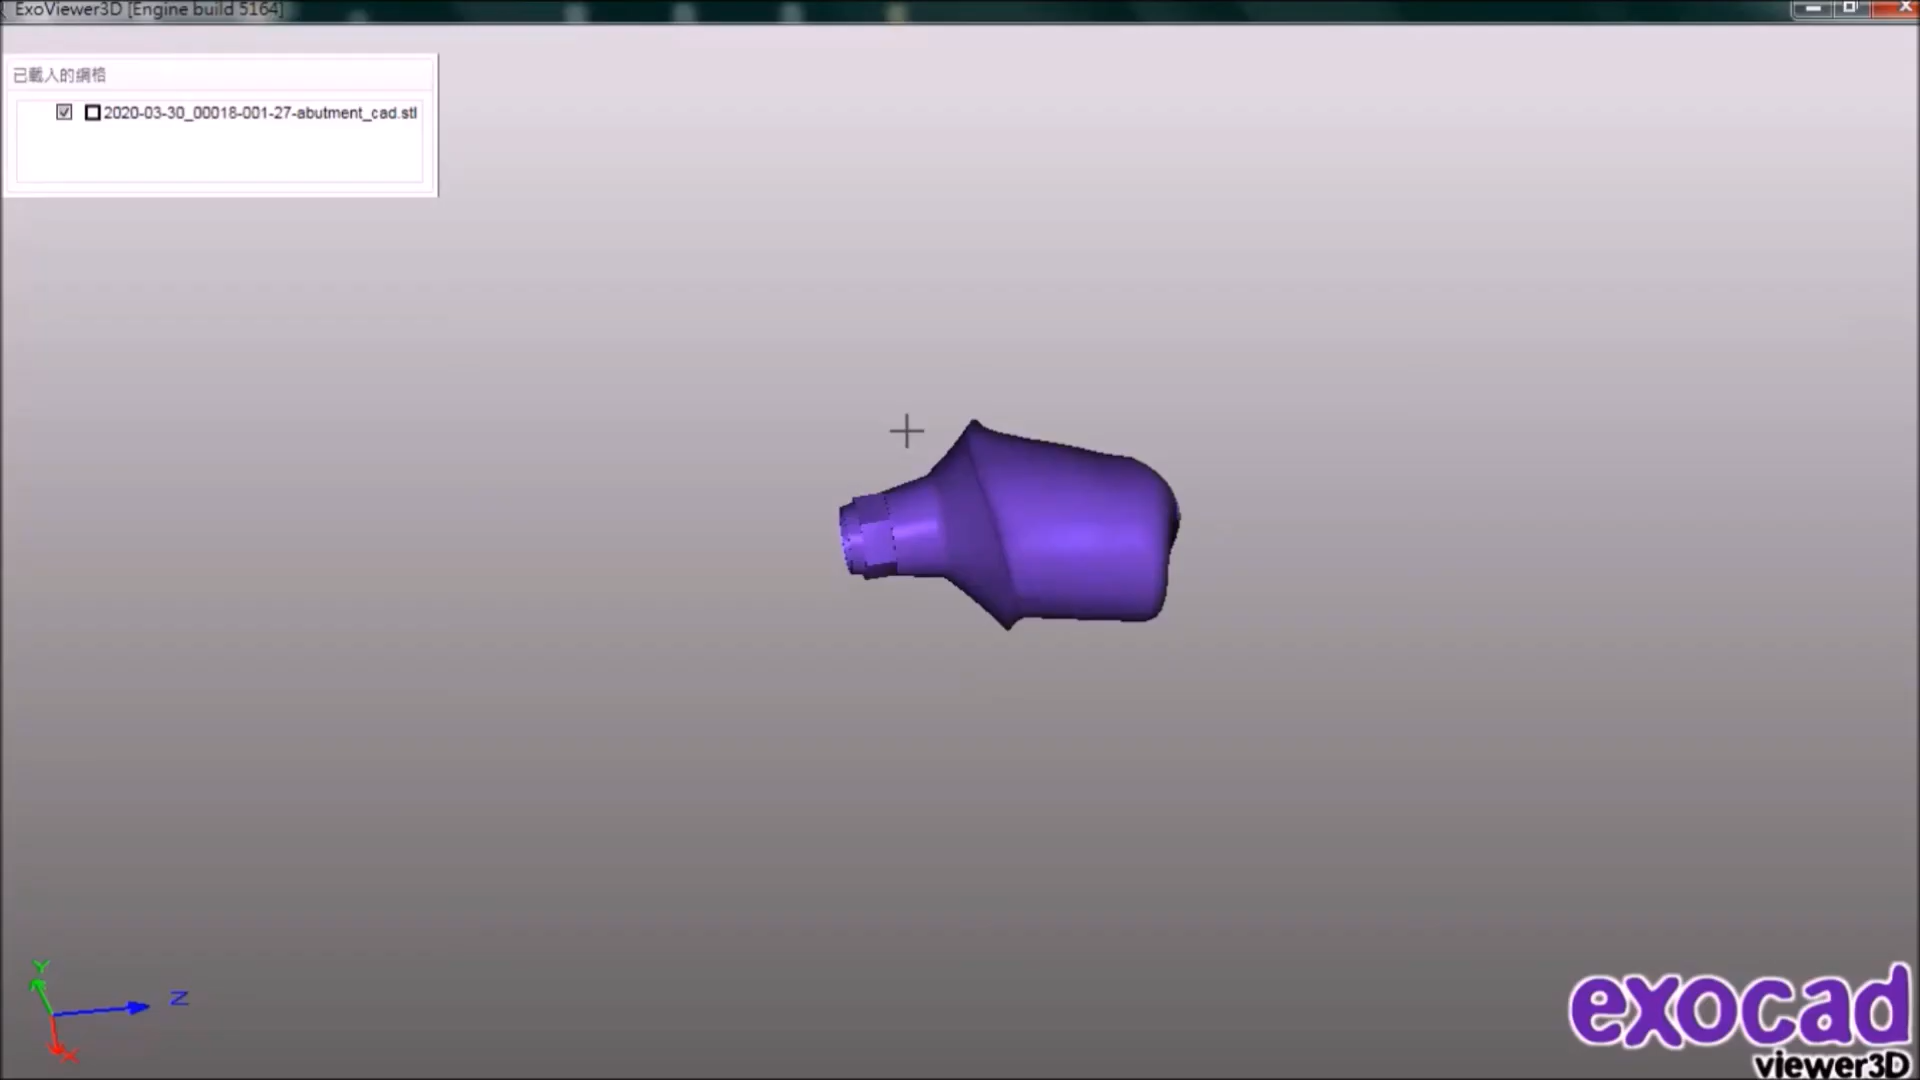 ExoViewer3D [Engine build 5164]
已載入的網格
2020-03-30_00018-001-27-abutment_cad.stl
Y
Z
X
exocad
viewer3D